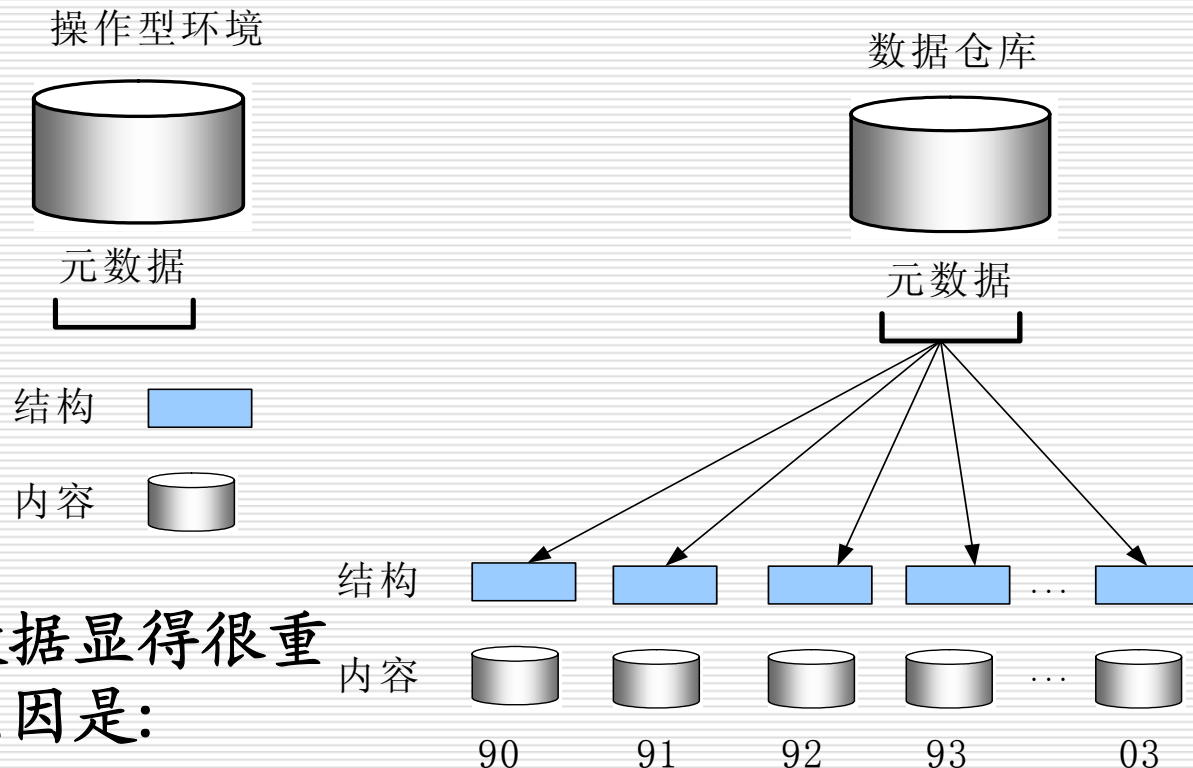 操作型环境
数据仓库
元数据
元数据
结构
内容
结构
...
据显得很重
内容
...
因是:
90 91 92 93 03